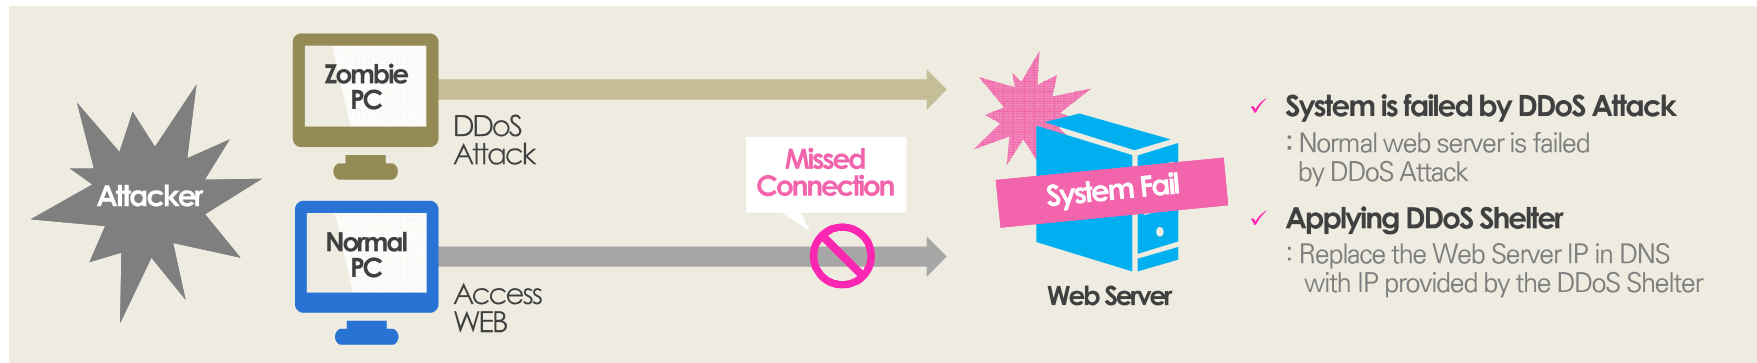 Attacker
Zombie
PC
DDoS
Attack
Normal
PC
Access
WEB
Missed
Connection
System Fail
Web Server
System is failed by DDoS Attack
: Normal web server is failed
by DDoS Attack
Applying DDoS Shelter
: Replace the Web Server IP in DNS
with IP provided by the DDoS Shelter